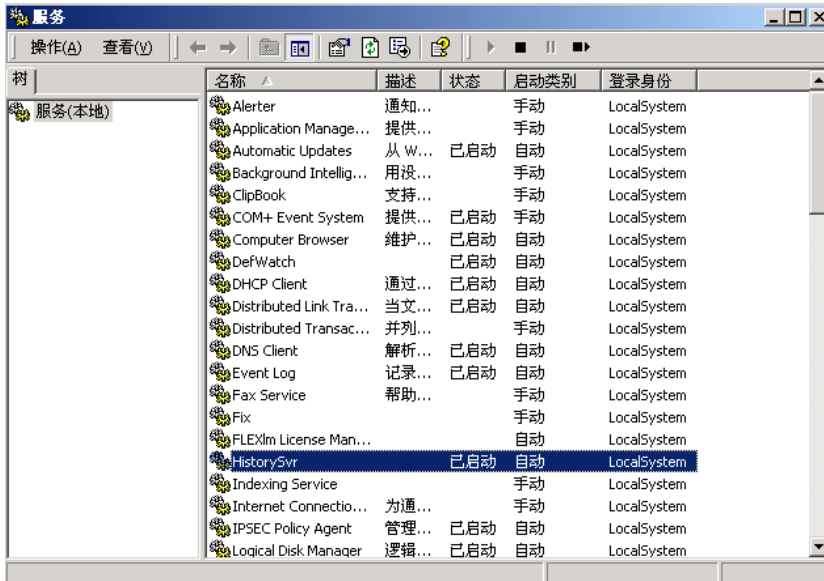 服务
操作(A) 查看(V)
树
名称 描述 状态 启动类别 登录身份
服务(本地)
Alerter 通知... 手动 LocalSystem
Application Manage... 提供... 手动 LocalSystem
Automatic Updates 从 W... 已启动 自动 LocalSystem
Background Intellig... 用没... 手动 LocalSystem
ClipBook 支持... 手动 LocalSystem
COM+ Event System 提供... 已启动 手动 LocalSystem
Computer Browser 维护... 已启动 自动 LocalSystem
DefWatch 已启动 自动 LocalSystem
DHCP Client 通过... 已启动 自动 LocalSystem
Distributed Link Tra... 当文... 已启动 自动 LocalSystem
Distributed Transac... 并列... 手动 LocalSystem
DNS Client 解析... 已启动 自动 LocalSystem
Event Log 记录... 已启动 自动 LocalSystem
Fax Service 帮助... 手动 LocalSystem
Fix 手动 LocalSystem
FLEXlm License Man... 自动 LocalSystem
HistorySvr 已启动 自动 LocalSystem
Indexing Service 手动 LocalSystem
Internet Connectio... 为通... 手动 LocalSystem
IPSEC Policy Agent 管理... 已启动 自动 LocalSystem
Logical Disk Manager 逻辑... 已启动 自动 LocalSystem